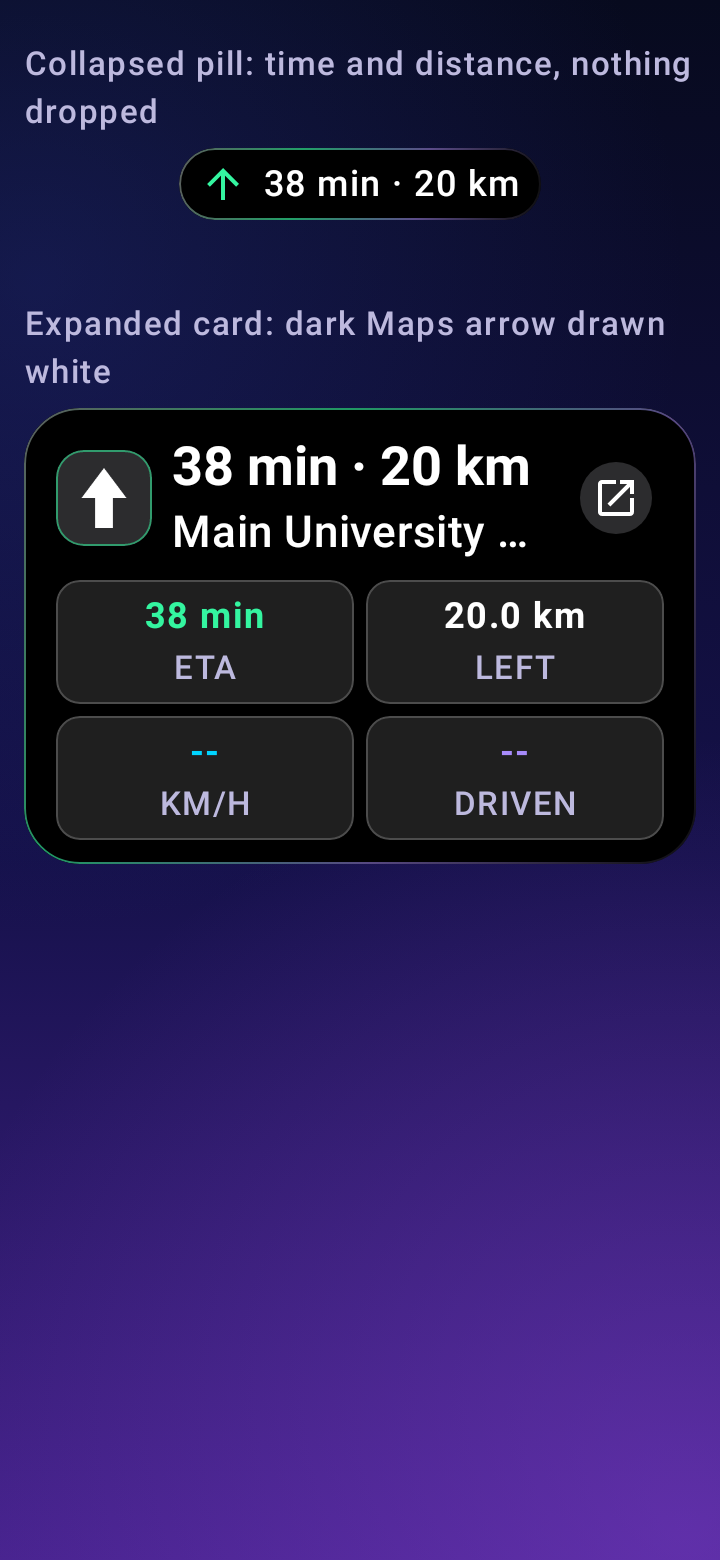 Collapsed pill: time and distance, nothing
dropped
38 min · 20 km
Expanded card: dark Maps arrow drawn
white
38 min · 20 km
Main University ...
38 min
20.0 km
ETA
LEFT
--
--
KM/H
DRIVEN